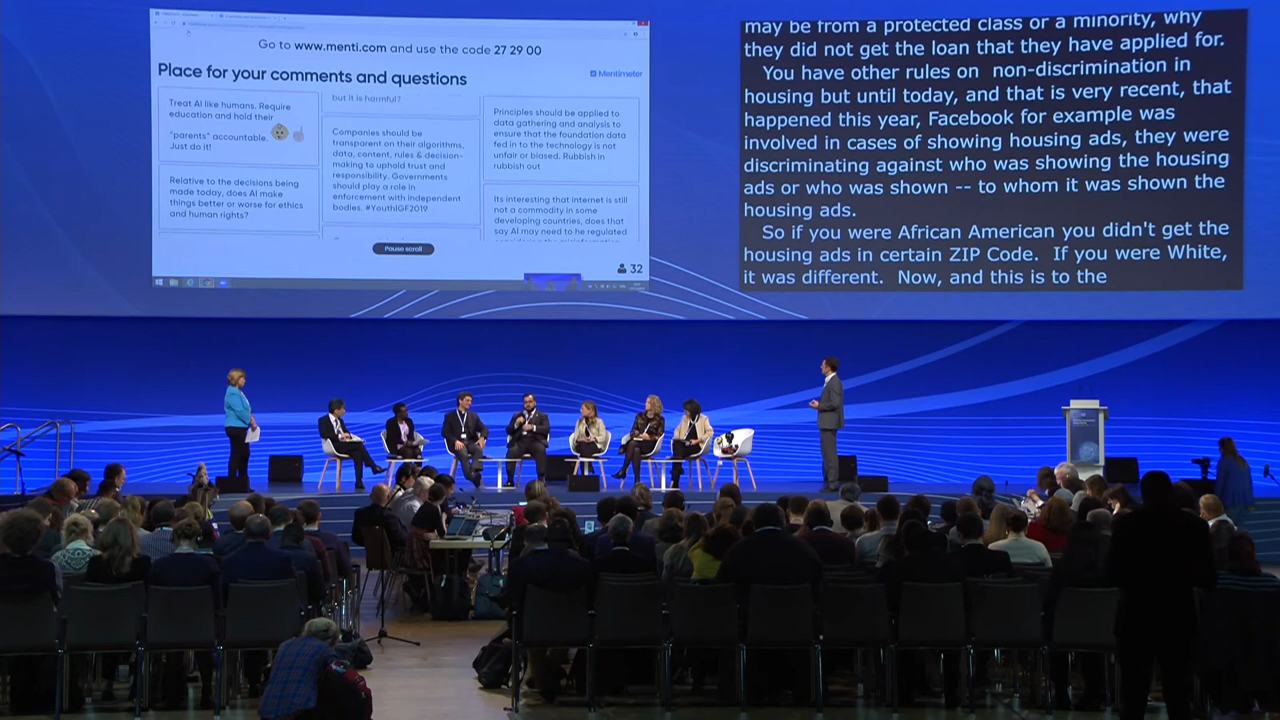 Go to www.menti.com and use the code 27 29 00
Place for your comments and questions
Mentimeter
Treat AI like humans. Require
education and hold their
"parents" accountable.
Just do it!
Relative to the decisions being
made today, does AI make
things better or worse for ethics
and human rights?
but it is harmful?
Companies should be
transparent on their algorithms,
data, content, rules & decision-
making to uphold trust and
responsibility. Governments
should play a role in
enforcement with independent
bodies. #YouthIGF2019
Principles should be applied to
data gathering and analysis to
ensure that the foundation data
fed in to the technology is not
unfair or biased. Rubbish in
rubbish out
Its interesting that internet is still
not a commodity in some
developing countries, does that
say AI may need to be regulated
Pause scroll
32
may be from a protected class or a minority, why
they did not get the loan that they have applied for.
You have other rules on non-discrimination in
housing but until today, and that is very recent, that
happened this year, Facebook for example was
involved in cases of showing housing ads, they were
discriminating against who was showing the housing
ads or who was shown -- to whom it was shown the
housing ads.
So if you were African American you didn't get the
housing ads in certain ZIP Code. If you were White,
it was different. Now, and this is to the